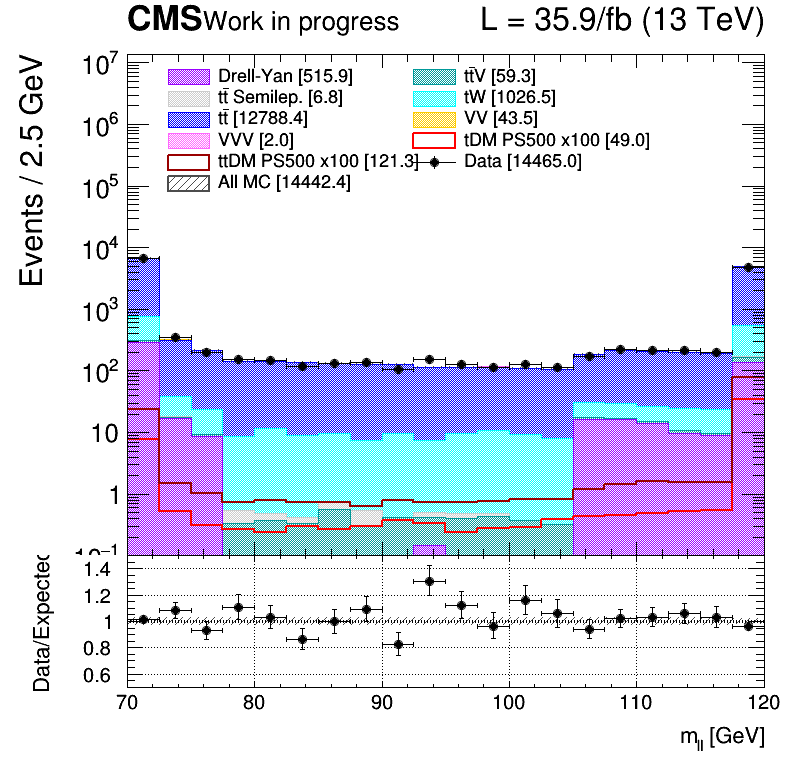 CMS Work in progress L = 35.9/fb (13 TeV)
Events / 2.5 GeV
10⁷
10⁶
10⁵
10⁴
10³
10²
10
1
10⁻¹
Drell-Yan [515.9]
tt̄ Semilep. [6.8]
tt̄ [12788.4]
VVV [2.0]
ttDM PS500 x100 [121.3]
All MC [14442.4]
tt̄V [59.3]
tW [1026.5]
VV [43.5]
tDM PS500 x100 [49.0]
Data [14465.0]
Data/Expected
1.4
1.2
1
0.8
0.6
70 80 90 100 110 120
m_ll [GeV]